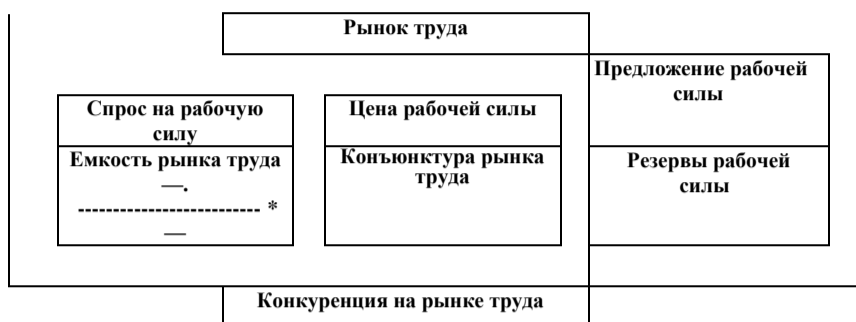 Рынок труда
Предложение рабочей
силы
Спрос на рабочую
силу
Цена рабочей силы
Емкость рынка труда
—.
-------------------------- *
—
Конъюнктура рынка
труда
Резервы рабочей
силы
Конкуренция на рынке труда